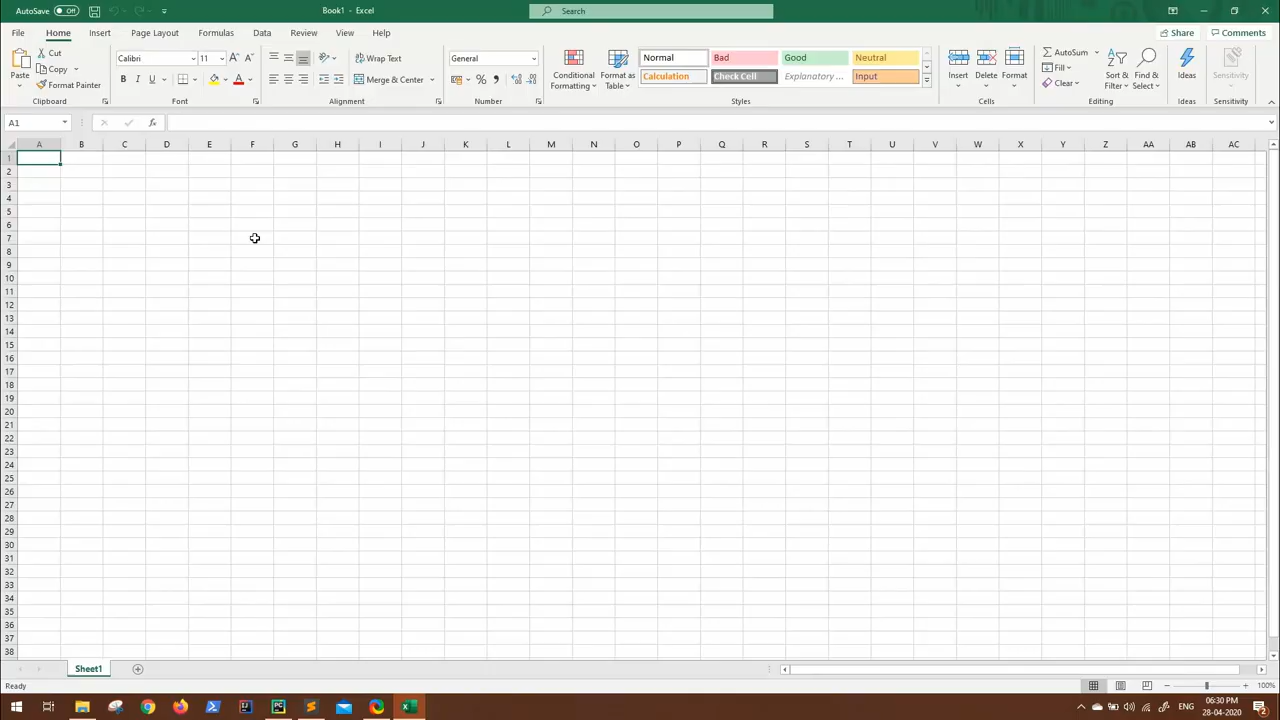 AutoSave Off Book1 - Excel Search
File Home Insert Page Layout Formulas Data Review View Help Share Comments
Paste Cut Copy Format Painter Clipboard
Calibri 11 A A B I U A Font
Wrap Text Merge & Center Alignment
General % Number
Conditional Formatting Format as Table
Normal Bad Good Neutral
Calculation Check Cell Explanatory ... Input
Styles
Insert Delete Format Cells
AutoSum Fill Clear Sort & Filter Find & Select Editing
Ideas Ideas
Sensitivity Sensitivity
A1 fx
A B C D E F G H I J K L M N O P Q R S T U V W X Y Z AA AB AC
1
2
3
4
5
6
7
8
9
10
11
12
13
14
15
16
17
18
19
20
21
22
23
24
25
26
27
28
29
30
31
32
33
34
35
36
37
38
Sheet1
Ready 100%
ENG 06:30 PM
28-04-2020 2